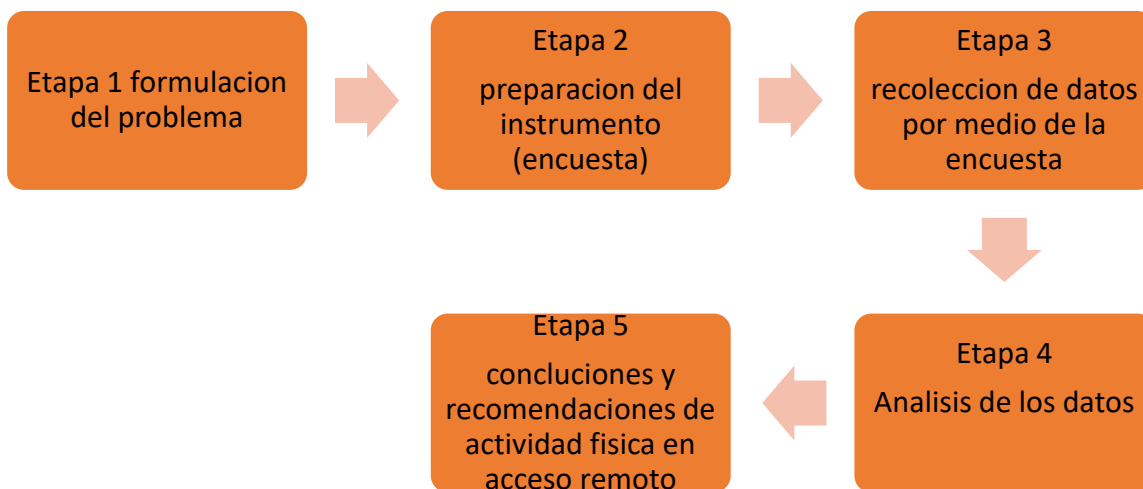 Etapa 1 formulacion
del problema
Etapa 2
preparacion del
instrumento
(encuesta)
Etapa 3
recoleccion de datos
por medio de la
encuesta
Etapa 4
Analisis de los datos
Etapa 5
concluciones y
recomendaciones de
actividad fisica en
acceso remoto